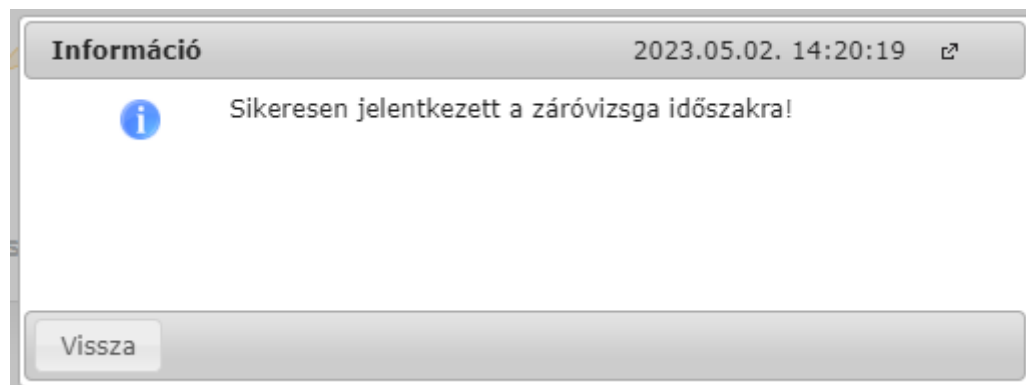 Információ 2023.05.02. 14:20:19
Sikeresen jelentkezett a záróvizsga időszakra!
Vissza